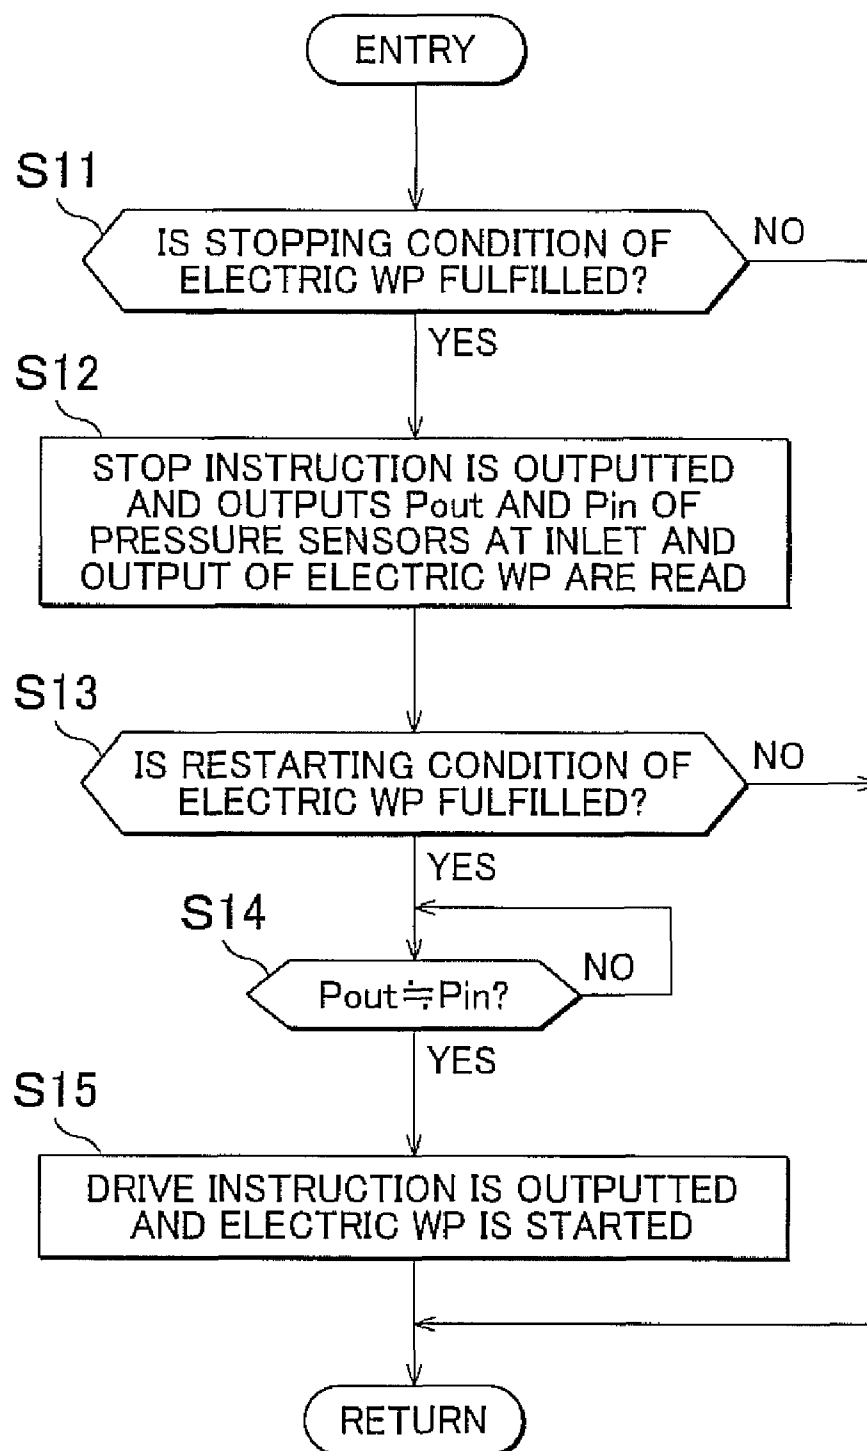 ENTRY
S11
IS STOPPING CONDITION OF
ELECTRIC WP FULFILLED?
NO
YES
S12
STOP INSTRUCTION IS OUTPUTTED
AND OUTPUTS Pout AND Pin OF
PRESSURE SENSORS AT INLET AND
OUTPUT OF ELECTRIC WP ARE READ
S13
IS RESTARTING CONDITION OF
ELECTRIC WP FULFILLED?
NO
YES
S14
Pout≒Pin?
NO
YES
S15
DRIVE INSTRUCTION IS OUTPUTTED
AND ELECTRIC WP IS STARTED
RETURN